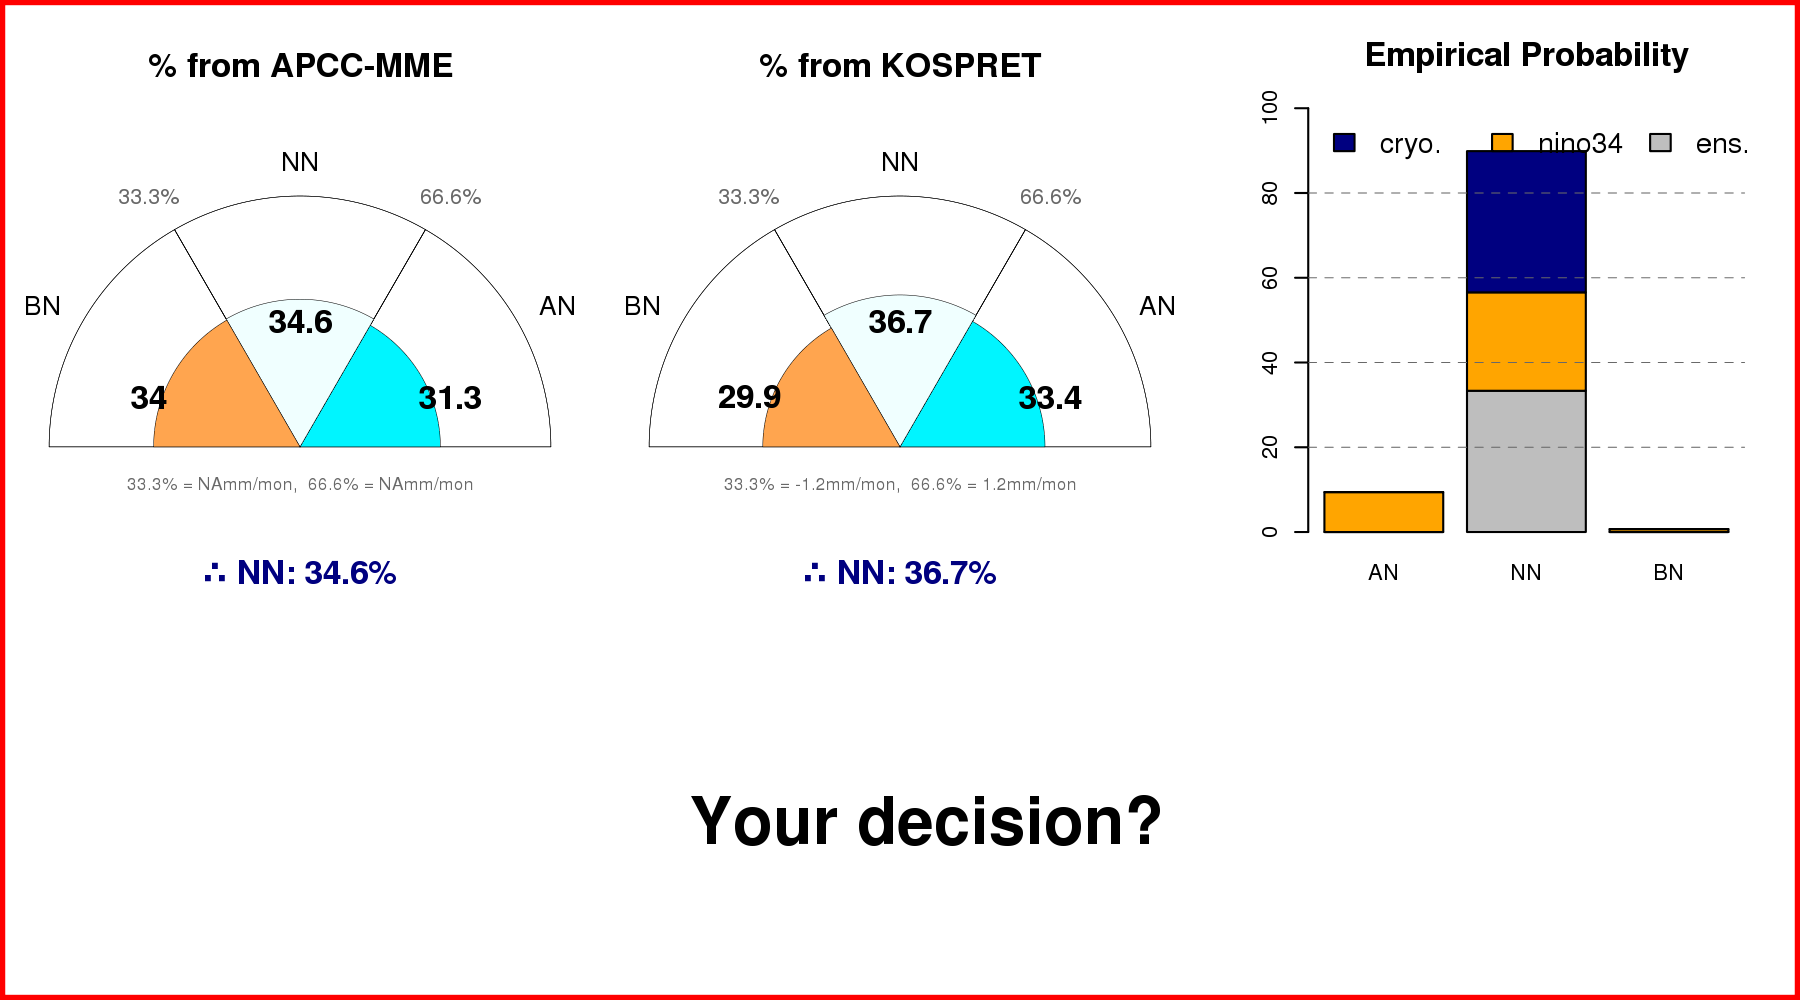 % from APCC-MME
NN
33.3%
66.6%
BN
AN
34.6
34
31.3
33.3% = NAmm/mon,  66.6% = NAmm/mon
∴ NN: 34.6%
% from KOSPRET
NN
33.3%
66.6%
BN
AN
36.7
29.9
33.4
33.3% = -1.2mm/mon,  66.6% = 1.2mm/mon
∴ NN: 36.7%
Empirical Probability
cryo.
nino34
ens.
100
80
60
40
20
0
AN
NN
BN
Your decision?